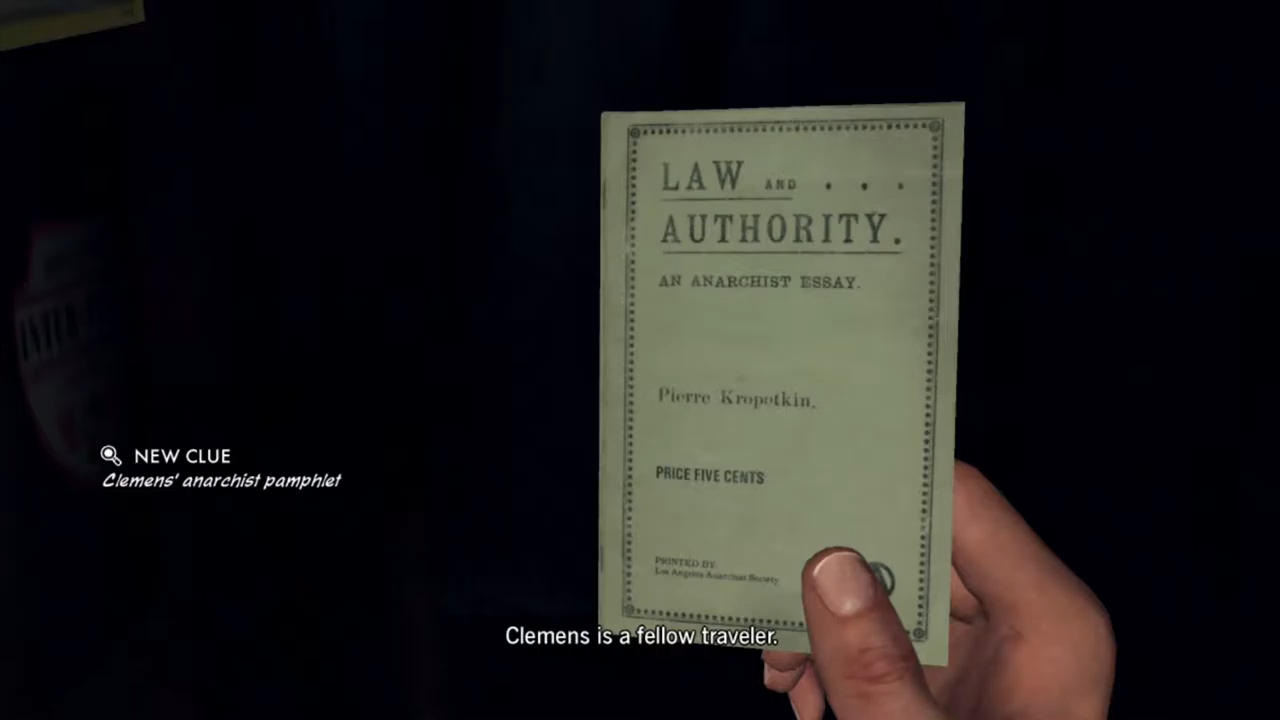 LAW AND . . .
AUTHORITY.
AN ANARCHIST ESSAY.
Pierre Kropotkin.
PRICE FIVE CENTS
PRINTED BY
Los Angeles Anarchist Society
NEW CLUE
Clemens' anarchist pamphlet
Clemens is a fellow traveler.